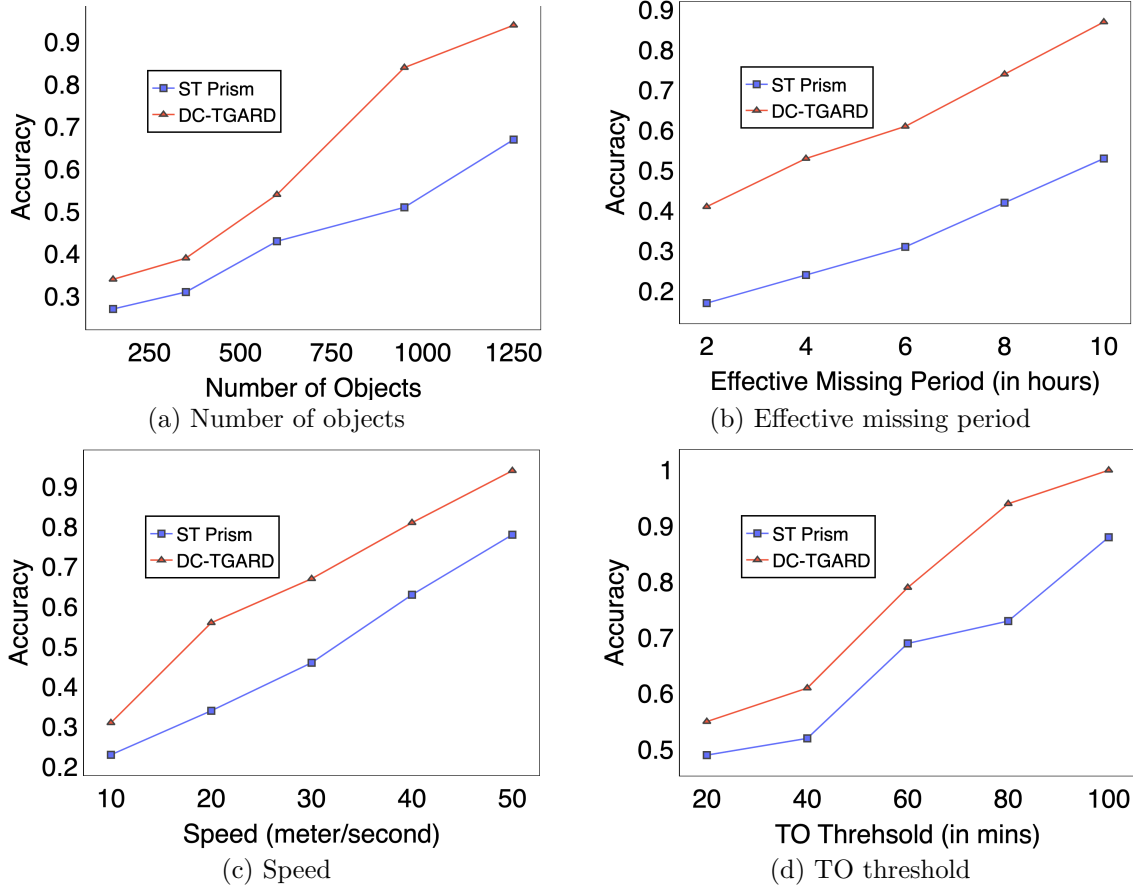 Accuracy
0.9
0.8
0.7
0.6
0.5
0.4
0.3
ST Prism
DC-TGARD
250 500 750 1000 1250
Number of Objects
(a) Number of objects
Accuracy
0.9
0.8
0.7
0.6
0.5
0.4
0.3
0.2
ST Prism
DC-TGARD
2 4 6 8 10
Effective Missing Period (in hours)
(b) Effective missing period
Accuracy
0.9
0.8
0.7
0.6
0.5
0.4
0.3
0.2
ST Prism
DC-TGARD
10 20 30 40 50
Speed (meter/second)
(c) Speed
Accuracy
1
0.9
0.8
0.7
0.6
0.5
ST Prism
DC-TGARD
20 40 60 80 100
TO Threhsold (in mins)
(d) TO threshold